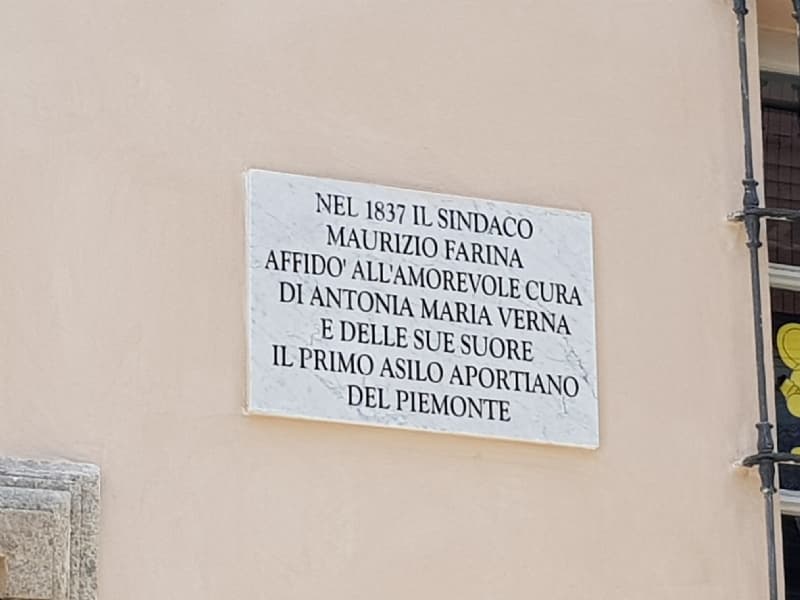 NEL 1837 IL SINDACO
MAURIZIO FARINA
AFFIDO' ALL'AMOREVOLE CURA
DI ANTONIA MARIA VERNA
E DELLE SUE SUORE
IL PRIMO ASILO APORTIANO
DEL PIEMONTE